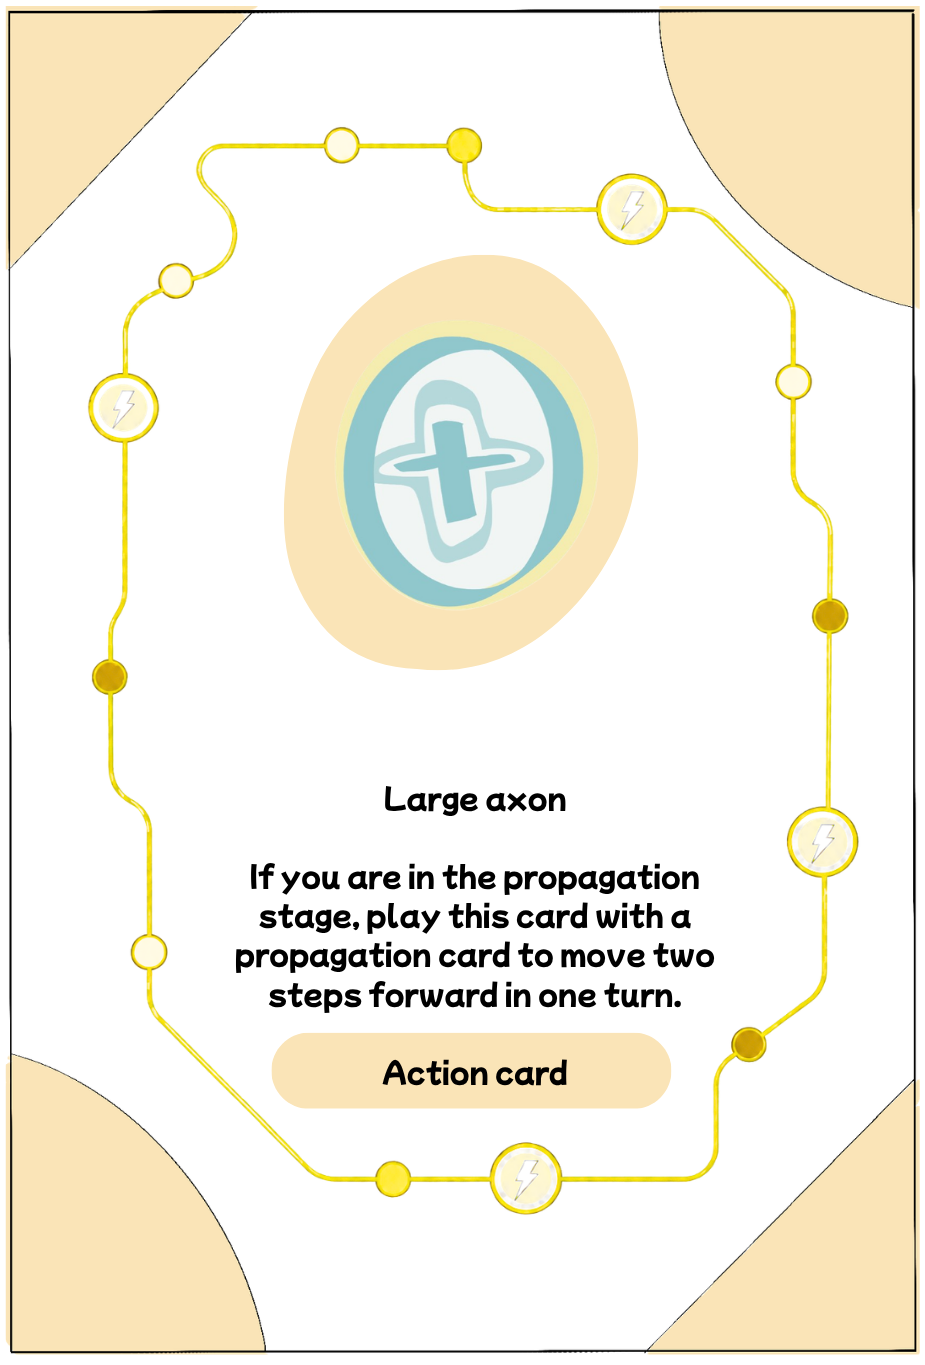 Large axon
If you are in the propagation
stage, play this card with a
propagation card to move two
steps forward in one turn.
Action card